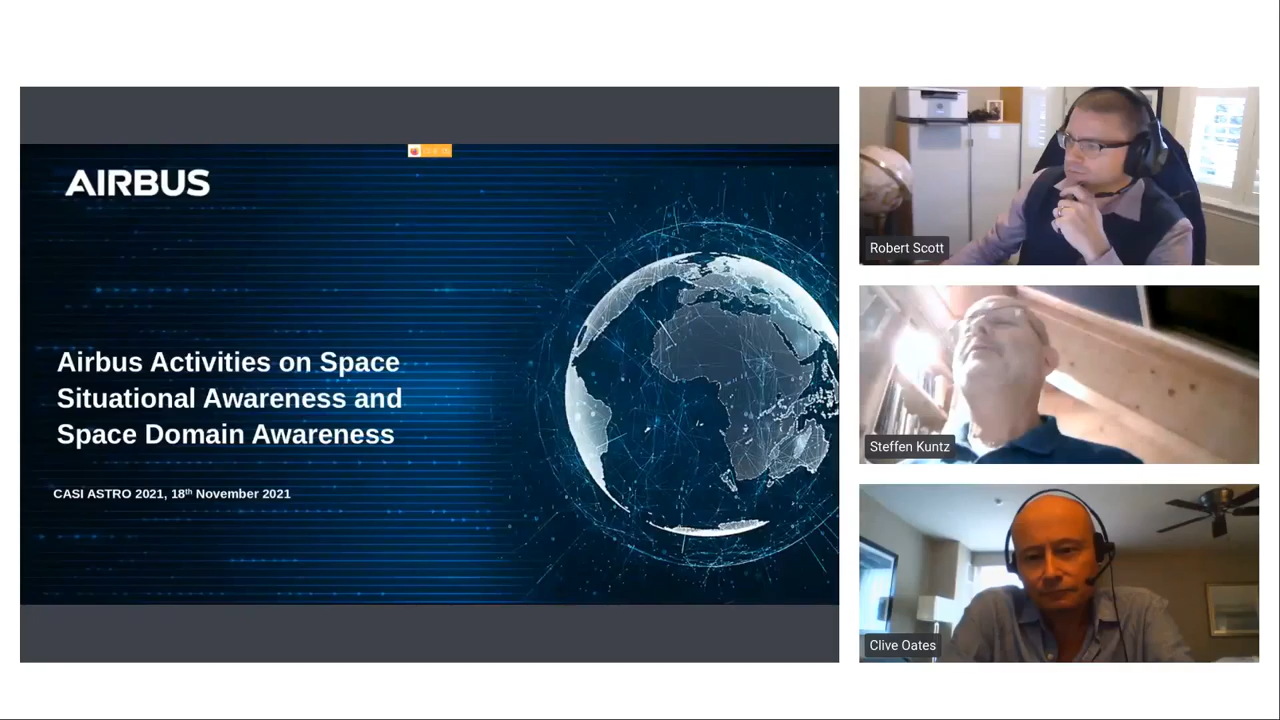 AIRBUS
Airbus Activities on Space
Situational Awareness and
Space Domain Awareness
CASI ASTRO 2021, 18th November 2021
Robert Scott
Steffen Kuntz
Clive Oates